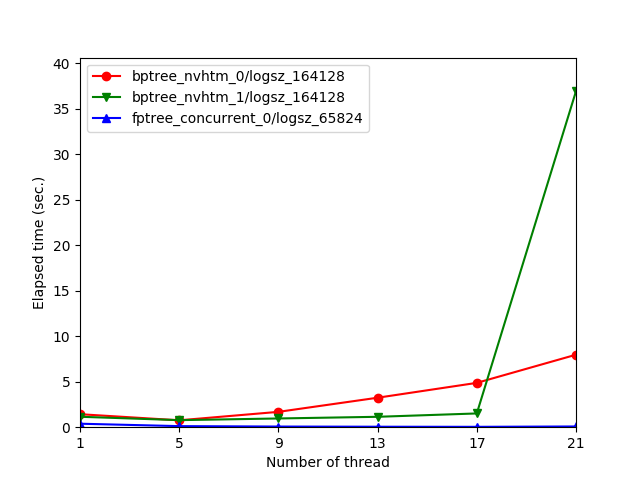 bptree_nvhtm_0/logsz_164128
bptree_nvhtm_1/logsz_164128
fptree_concurrent_0/logsz_65824
40
35
30
25
20
15
10
5
0
Elapsed time (sec.)
1 5 9 13 17 21
Number of thread